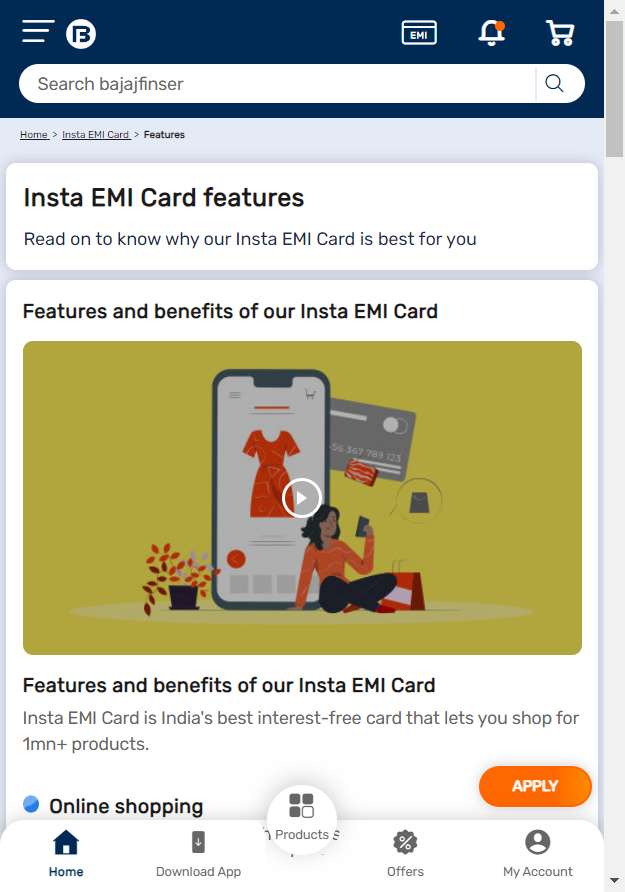 EMI
Search bajajfinser
Home > Insta EMI Card > Features
Insta EMI Card features
Read on to know why our Insta EMI Card is best for you
Features and benefits of our Insta EMI Card
56 367 789 123
Features and benefits of our Insta EMI Card
Insta EMI Card is India's best interest-free card that lets you shop for
1mn+ products.
APPLY
Online shopping
Products
Home
Download App
Offers
My Account